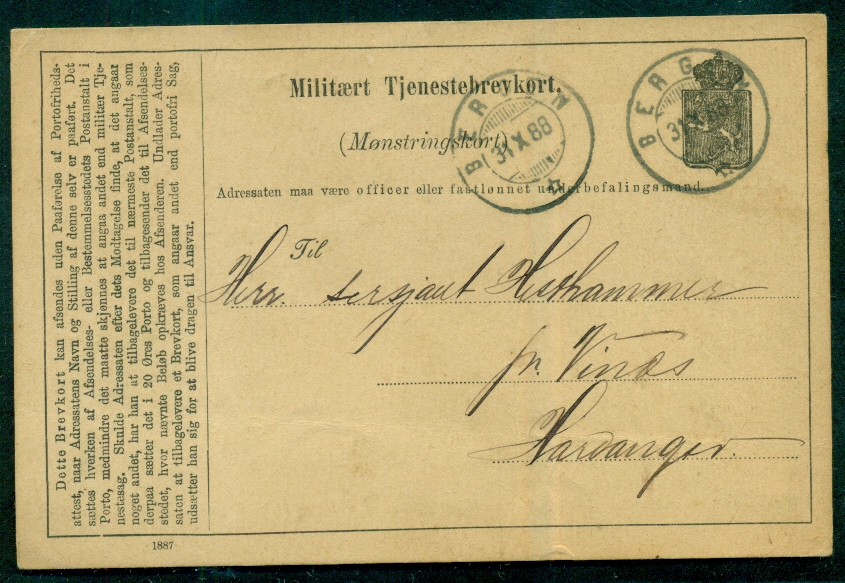 Militært Tjenestebrevkort.
(Mønstringskort)
Adressaten maa være officer eller fastlønnet underbefalingsmand.
BERGEN
31 X 88
BERGEN
31 X
Til
Herr. sersjant
pr. Vinæs
Hardanger.
Dette Brevkort kan afsendes uden Paaførelse af Portofriheds-
attest, naar Adressatens Navn og Stilling af denne selv er paaført. Det
sættes hverken af Afsendelses- eller Bestemmelsesstedets Postanstalt i
Porto, medmindre det maatte skjønnes at angaa andet end militær Tje-
nestesag. Skulde Adressaten efter dets Modtagelse finde, at det angaar
noget andet, har han at tilbagelevere det til nærmeste Postanstalt, som
derpaa sætter det i 20 Øres Porto og tilbagesender det til Afsendelses-
stedet, hvor nævnte Beløb opkræves hos Afsenderen. Undlader Adres-
saten at tilbagelevere et Brevkort, som angaar andet end portofri Sag,
udsætter han sig for at blive dragen til Ansvar.
1887